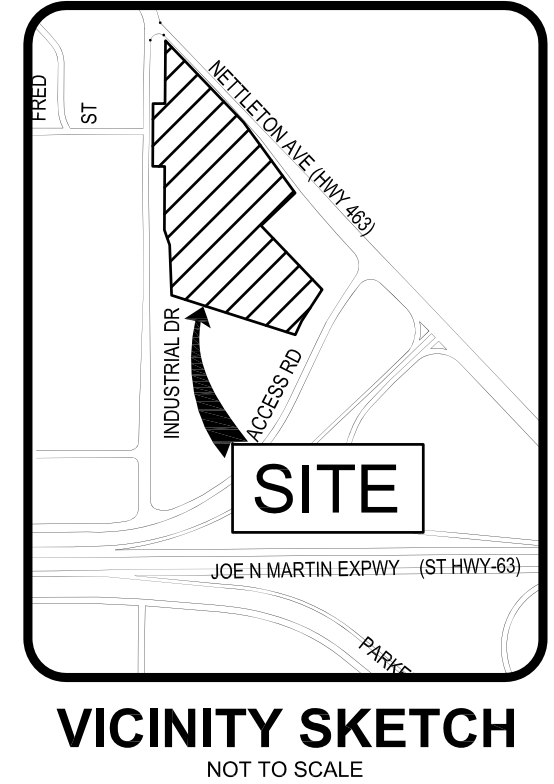 FRED
ST
NETTLETON AVE (HWY 463)
INDUSTRIAL DR
ACCESS RD
SITE
JOE N MARTIN EXPWY (ST HWY-63)
PARKE
VICINITY SKETCH
NOT TO SCALE